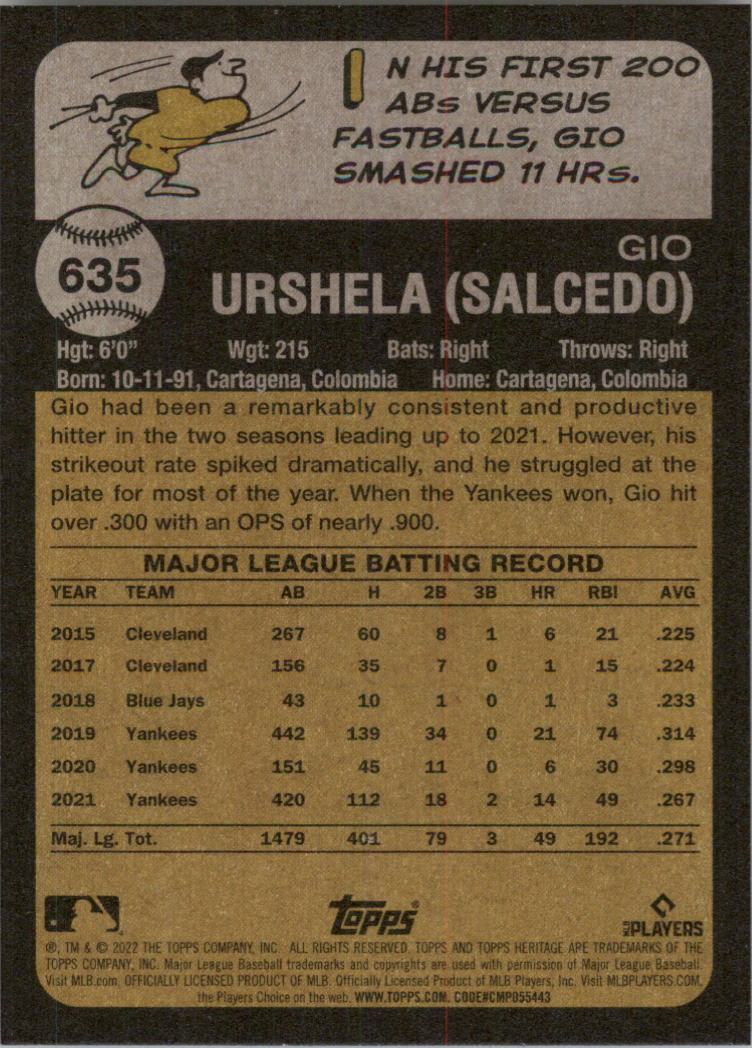 IN HIS FIRST 200
ABs VERSUS
FASTBALLS, GIO
SMASHED 11 HRs.
635
GIO
URSHELA (SALCEDO)
Hgt: 6'0" Wgt: 215 Bats: Right Throws: Right
Born: 10-11-91, Cartagena, Colombia Home: Cartagena, Colombia
Gio had been a remarkably consistent and productive
hitter in the two seasons leading up to 2021. However, his
strikeout rate spiked dramatically, and he struggled at the
plate for most of the year. When the Yankees won, Gio hit
over .300 with an OPS of nearly .900.
MAJOR LEAGUE BATTING RECORD
YEAR TEAM AB H 2B 3B HR RBI AVG
2015 Cleveland 267 60 8 1 6 21 .225
2017 Cleveland 156 35 7 0 1 15 .224
2018 Blue Jays 43 10 1 0 1 3 .233
2019 Yankees 442 139 34 0 21 74 .314
2020 Yankees 151 45 11 0 6 30 .298
2021 Yankees 420 112 18 2 14 49 .267
Maj. Lg. Tot. 1479 401 79 3 49 192 .271
Topps® MLB PLAYERS
®, TM & © 2022 THE TOPPS COMPANY, INC. ALL RIGHTS RESERVED. TOPPS AND TOPPS HERITAGE ARE TRADEMARKS OF THE
TOPPS COMPANY, INC. Major League Baseball trademarks and copyrights are used with permission of Major League Baseball.
Visit MLB.com. OFFICIALLY LICENSED PRODUCT OF MLB. Officially Licensed Product of MLB Players, Inc. Visit MLBPLAYERS.COM,
the Players Choice on the web. WWW.TOPPS.COM. CODE#CMP055443